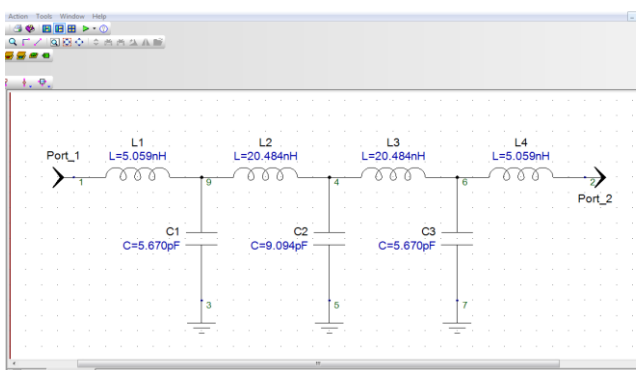 Action Tools Window Help
L1
L=5.059nH
L2
L=20.484nH
L3
L=20.484nH
L4
L=5.059nH
Port_1
1
9
4
6
2
Port_2
C1
C=5.670pF
C2
C=9.094pF
C3
C=5.670pF
3
5
7